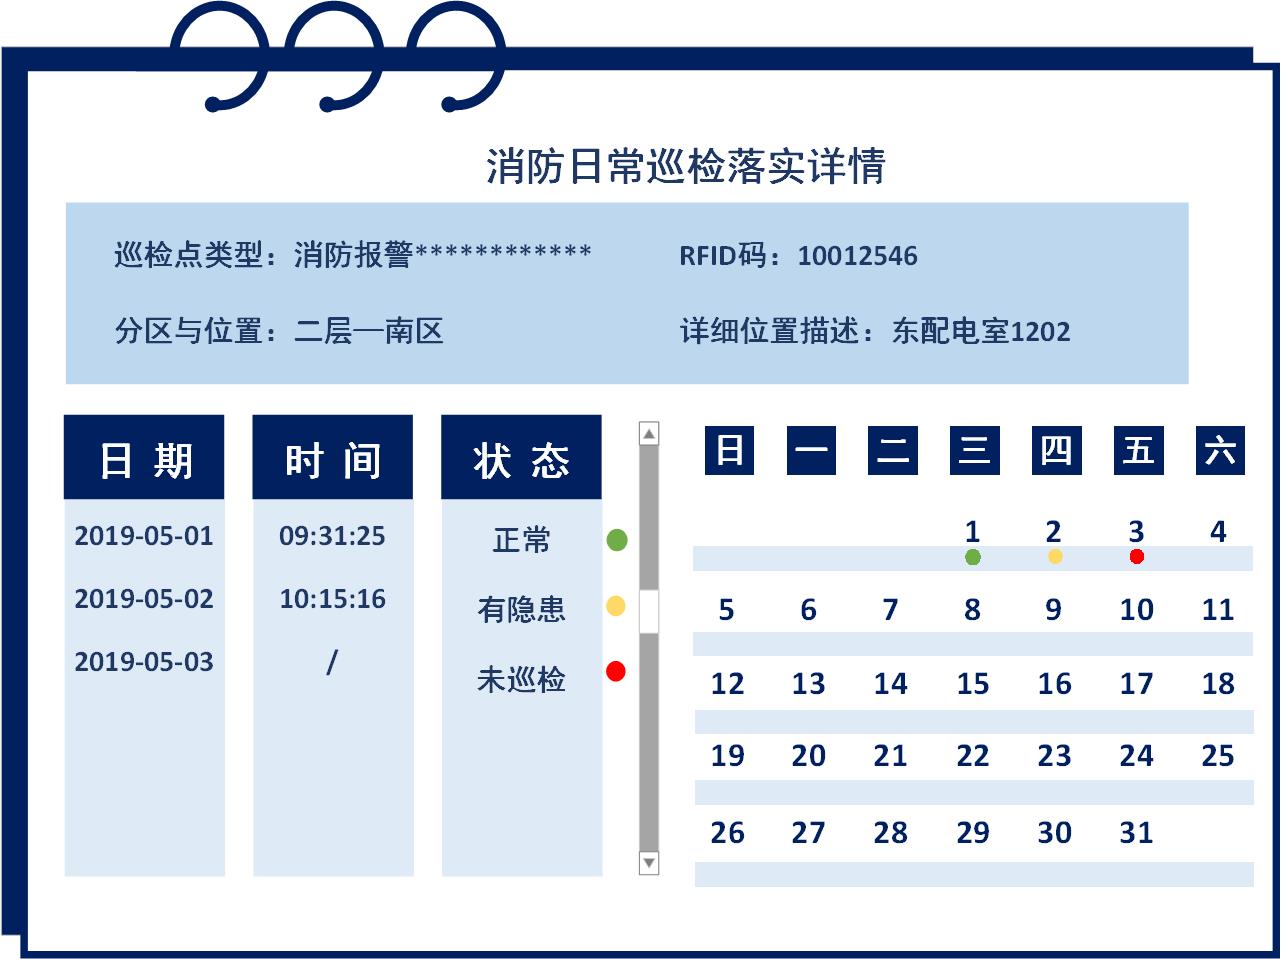 消防日常巡检落实详情
巡检点类型：消防报警************ RFID码：10012546
分区与位置：二层—南区 详细位置描述：东配电室1202
日期 时间 状态
2019-05-01 09:31:25 正常
2019-05-02 10:15:16 有隐患
2019-05-03 / 未巡检
日 一 二 三 四 五 六
1 2 3 4
5 6 7 8 9 10 11
12 13 14 15 16 17 18
19 20 21 22 23 24 25
26 27 28 29 30 31